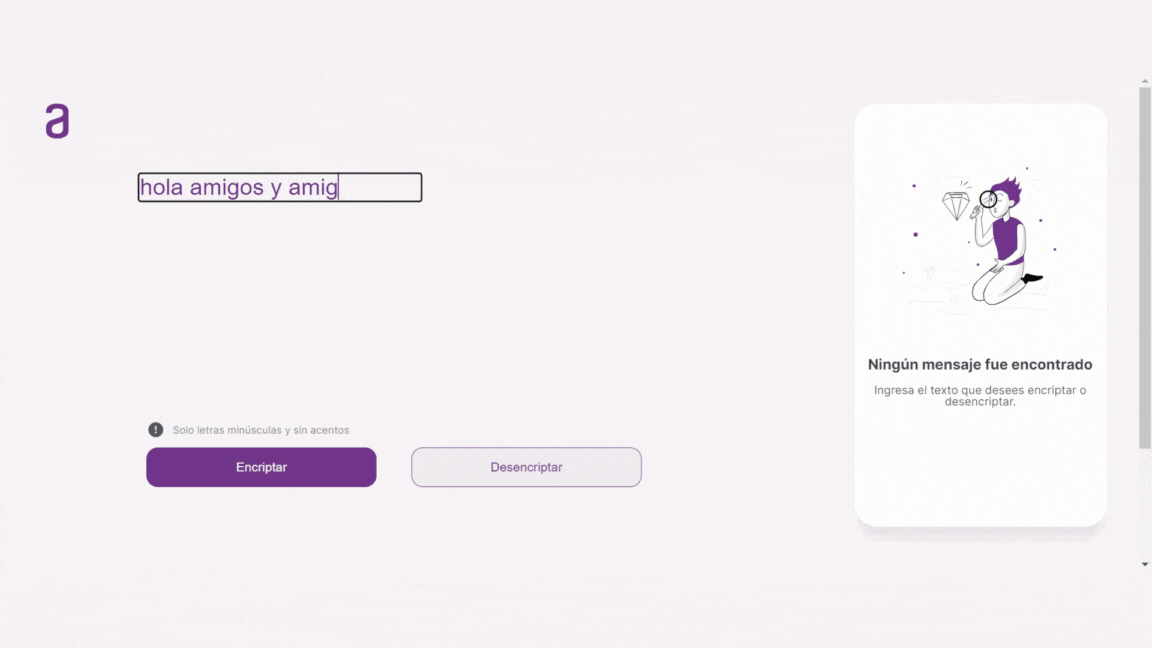 a
hola amigos y amig
Ningún mensaje fue encontrado
Ingresa el texto que desees encriptar o
desencriptar.
! Solo letras minúsculas y sin acentos
Encriptar
Desencriptar